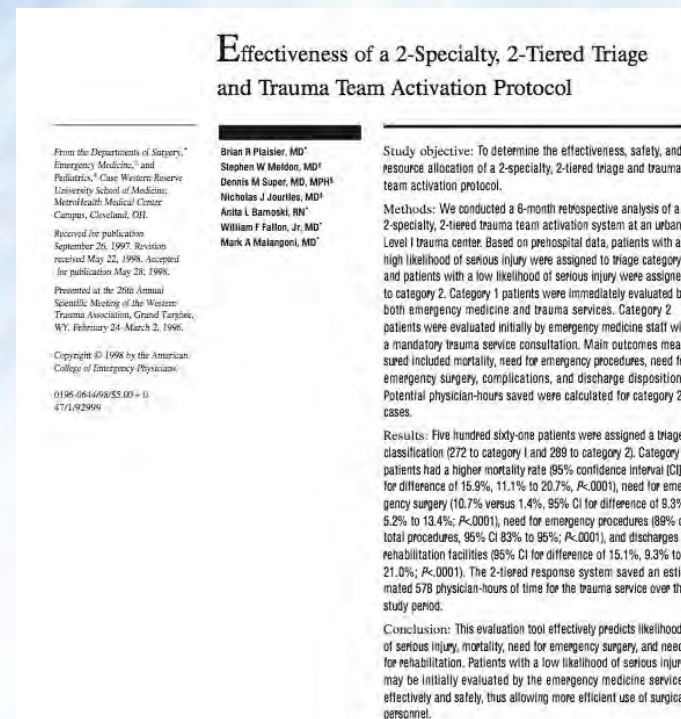 Effectiveness of a 2-Specialty, 2-Tiered Triage
and Trauma Team Activation Protocol
From the Departments of Surgery,*
Emergency Medicine,‡ and
Pediatrics,§ Case Western Reserve
University School of Medicine,
MetroHealth Medical Center
Campus, Cleveland, OH.
Received for publication
September 26, 1997. Revision
received May 22, 1998. Accepted
for publication May 28, 1998.
Presented at the 26th Annual
Scientific Meeting of the Western
Trauma Association, Grand Targhee,
WY, February 24–March 2, 1996.
Copyright © 1998 by the American
College of Emergency Physicians.
0196-0644/98/$5.00 + 0
47/1/92999
Brian R Plaisier, MD*
Stephen W Meldon, MD‡
Dennis M Super, MD, MPH§
Nicholas J Jouriles, MD‡
Anita L Barnoski, RN*
William F Fallon, Jr, MD*
Mark A Malangoni, MD*
Study objective: To determine the effectiveness, safety, and
resource allocation of a 2-specialty, 2-tiered triage and trauma
team activation protocol.
Methods: We conducted a 6-month retrospective analysis of a
2-specialty, 2-tiered trauma team activation system at an urban
Level I trauma center. Based on prehospital data, patients with a
high likelihood of serious injury were assigned to triage category
and patients with a low likelihood of serious injury were assigne
to category 2. Category 1 patients were immediately evaluated b
both emergency medicine and trauma services. Category 2
patients were evaluated initially by emergency medicine staff wi
a mandatory trauma service consultation. Main outcomes mea
sured included mortality, need for emergency procedures, need f
emergency surgery, complications, and discharge disposition
Potential physician-hours saved were calculated for category 2
cases.
Results: Five hundred sixty-one patients were assigned a triage
classification (272 to category I and 289 to category 2). Category
patients had a higher mortality rate (95% confidence interval [CI]
for difference of 15.9%, 11.1% to 20.7%, P<.0001), need for eme
gency surgery (10.7% versus 1.4%, 95% CI for difference of 9.3%
5.2% to 13.4%; P<.0001), need for emergency procedures (89% o
total procedures, 95% CI 83% to 95%; P<.0001), and discharges
rehabilitation facilities (95% CI for difference of 15.1%, 9.3% to
21.0%; P<.0001). The 2-tiered response system saved an esti
mated 578 physician-hours of time for the trauma service over th
study period.
Conclusion: This evaluation tool effectively predicts likelihood
of serious injury, mortality, need for emergency surgery, and need
for rehabilitation. Patients with a low likelihood of serious injur
may be initially evaluated by the emergency medicine service
effectively and safely, thus allowing more efficient use of surgica
personnel.